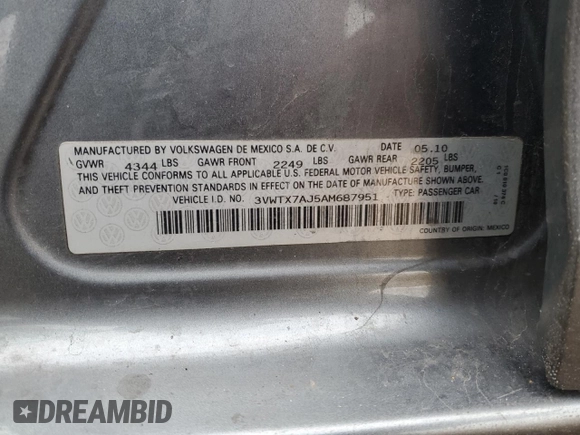 MANUFACTURED BY VOLKSWAGEN DE MEXICO S.A. DE C.V. DATE 05.10
GVWR 4344 LBS GAWR FRONT 2249 LBS GAWR REAR 2205 LBS
THIS VEHICLE CONFORMS TO ALL APPLICABLE U.S. FEDERAL MOTOR VEHICLE SAFETY, BUMPER,
AND THEFT PREVENTION STANDARDS IN EFFECT ON THE DATE OF MANUFACTURE SHOWN ABOVE.
VEHICLE I.D. NO. 3VWTX7AJ5AM687951 TYPE: PASSENGER CAR
COUNTRY OF ORIGIN: MEXICO
DREAMBID